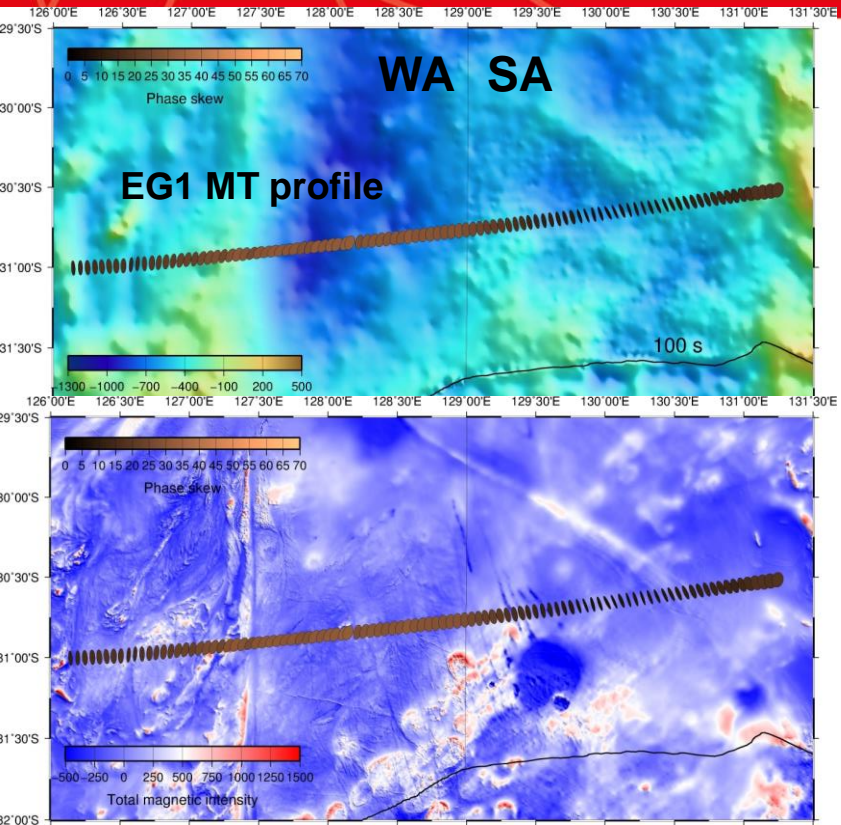 126˚00'E 126˚30'E 127˚00'E 127˚30'E 128˚00'E 128˚30'E 129˚00'E 129˚30'E 130˚00'E 130˚30'E 131˚00'E 131˚30'E
29˚30'S
WA SA
0 5 10 15 20 25 30 35 40 45 50 55 60 65 70
Phase skew
30˚00'S
EG1 MT profile
30˚30'S
31˚00'S
31˚30'S
100 s
−1300 −1000 −700 −400 −100 200 500
126˚00'E 126˚30'E 127˚00'E 127˚30'E 128˚00'E 128˚30'E 129˚00'E 129˚30'E 130˚00'E 130˚30'E 131˚00'E 131˚30'E
29˚30'S
0 5 10 15 20 25 30 35 40 45 50 55 60 65 70
Phase skew
30˚00'S
30˚30'S
31˚00'S
31˚30'S
−500 −250 0 250 500 750 1000 1250 1500
Total magnetic intensity
32˚00'S